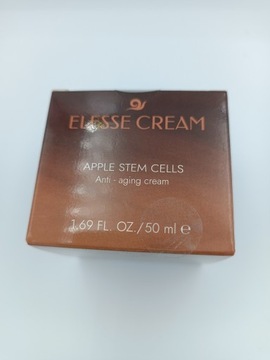 ELESSE CREAM
APPLE STEM CELLS
Anti - aging cream
1.69 FL. OZ./50 ml ℮